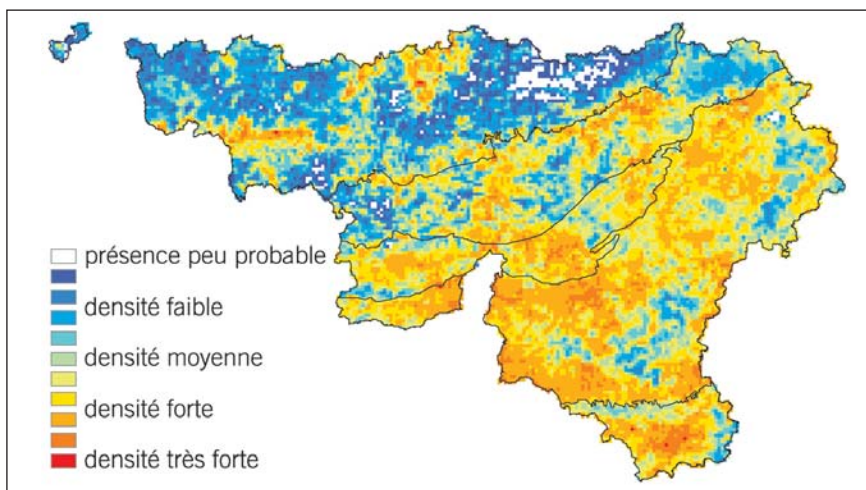 présence peu probable
densité faible
densité moyenne
densité forte
densité très forte